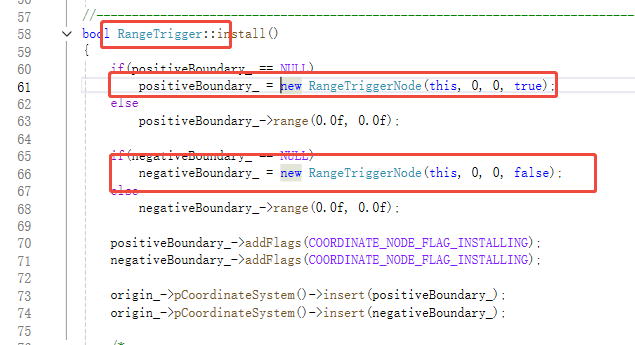 57 //----------------------------------------------------------------------------
58 bool RangeTrigger::install()
59 {
60 if(positiveBoundary_ == NULL)
61 positiveBoundary_ = new RangeTriggerNode(this, 0, 0, true);
62 else
63 positiveBoundary_->range(0.0f, 0.0f);
64
65 if(negativeBoundary_ == NULL)
66 negativeBoundary_ = new RangeTriggerNode(this, 0, 0, false);
67 else
68 negativeBoundary_->range(0.0f, 0.0f);
69
70 positiveBoundary_->addFlags(COORDINATE_NODE_FLAG_INSTALLING);
71 negativeBoundary_->addFlags(COORDINATE_NODE_FLAG_INSTALLING);
72
73 origin_->pCoordinateSystem()->insert(positiveBoundary_);
74 origin_->pCoordinateSystem()->insert(negativeBoundary_);
75